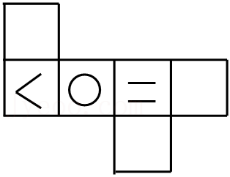 < ○ =